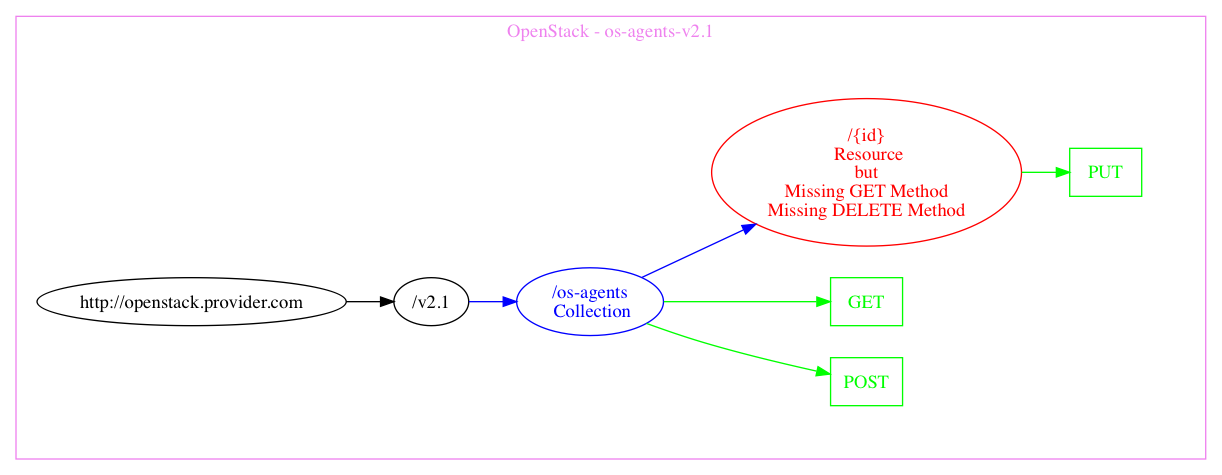 OpenStack - os-agents-v2.1
/{id}
Resource
but
Missing GET Method
Missing DELETE Method
PUT
http://openstack.provider.com
/v2.1
/os-agents
Collection
GET
POST